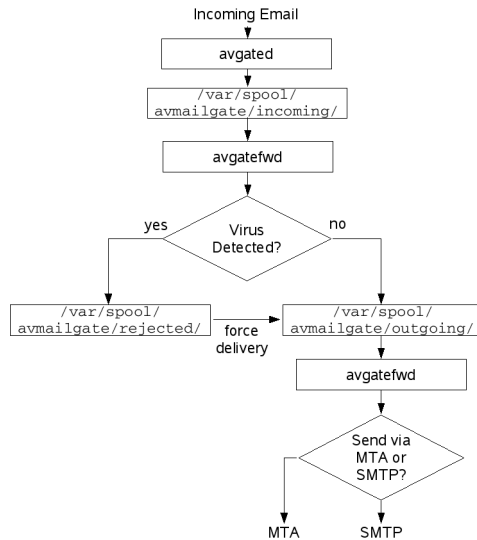 Incoming Email
avgated
/var/spool/
avmailgate/incoming/
avgatefwd
Virus
Detected?
yes
no
/var/spool/
avmailgate/rejected/
force
delivery
/var/spool/
avmailgate/outgoing/
avgatefwd
Send via
MTA or
SMTP?
MTA
SMTP